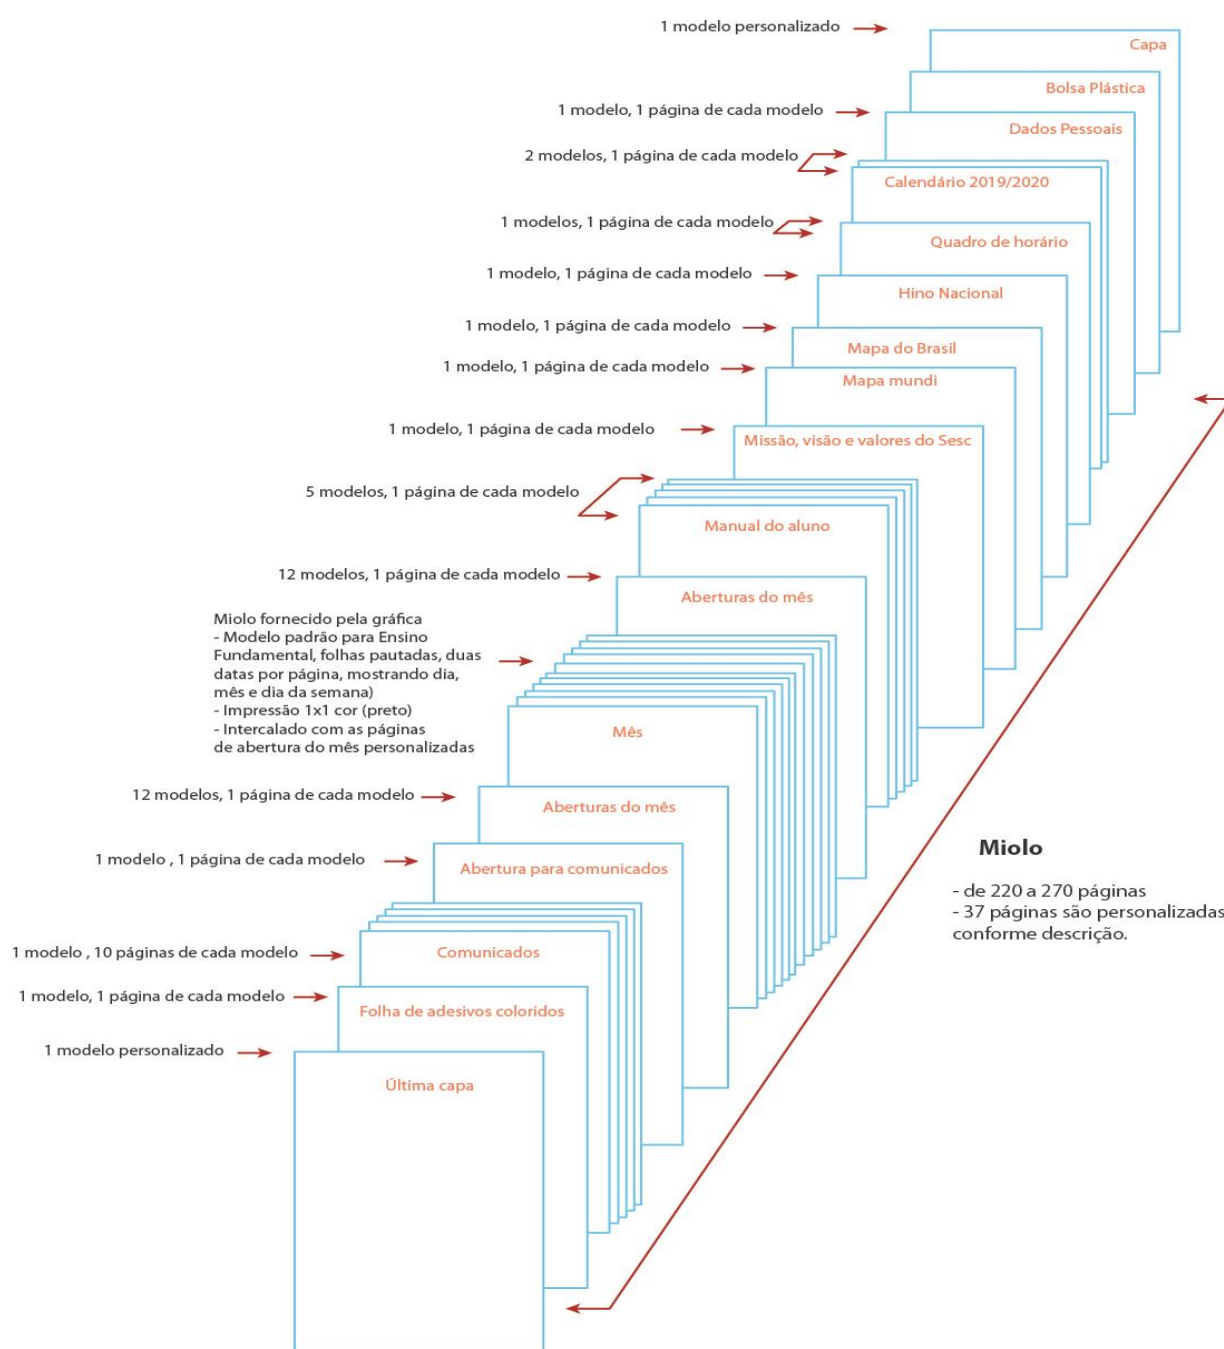 1 modelo personalizado
Capa
Bolsa Plástica
1 modelo, 1 página de cada modelo
Dados Pessoais
2 modelos, 1 página de cada modelo
Calendário 2019/2020
1 modelos, 1 página de cada modelo
Quadro de horário
1 modelo, 1 página de cada modelo
Hino Nacional
1 modelo, 1 página de cada modelo
Mapa do Brasil
1 modelo, 1 página de cada modelo
Mapa mundi
1 modelo, 1 página de cada modelo
Missão, visão e valores do Sesc
5 modelos, 1 página de cada modelo
Manual do aluno
12 modelos, 1 página de cada modelo
Aberturas do mês
Miolo fornecido pela gráfica
- Modelo padrão para Ensino
Fundamental, folhas pautadas, duas
datas por página, mostrando dia,
mês e dia da semana)
- Impressão 1x1 cor (preto)
- Intercalado com as páginas
de abertura do mês personalizadas
Mês
12 modelos, 1 página de cada modelo
Aberturas do mês
1 modelo , 1 página de cada modelo
Abertura para comunicados
Miolo
- de 220 a 270 páginas
- 37 páginas são personalizadas
conforme descrição.
1 modelo , 10 páginas de cada modelo
Comunicados
1 modelo, 1 página de cada modelo
Folha de adesivos coloridos
1 modelo personalizado
Última capa